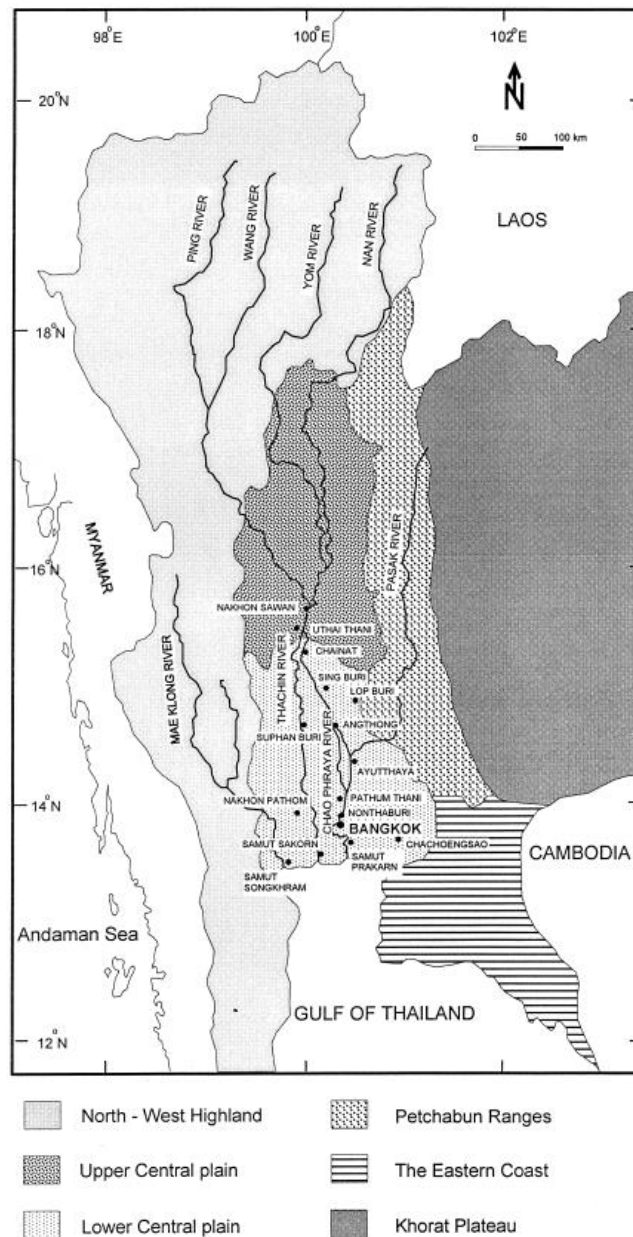 98°E
100°E
102°E
20°N
N
0 50 100 km
PING RIVER
WANG RIVER
YOM RIVER
NAN RIVER
LAOS
18°N
MYANMAR
PASAK RIVER
16°N
NAKHON SAWAN
UTHAI THANI
CHAINAT
MAE KLONG RIVER
THACHIN RIVER
SING BURI
LOP BURI
CHAO PHRAYA RIVER
ANGTHONG
SUPHAN BURI
AYUTTHAYA
14°N
NAKHON PATHOM
PATHUM THANI
NONTHABURI
BANGKOK
SAMUT SAKORN
CHACHOENGSAO
SAMUT
PRAKARN
SAMUT
SONGKHRAM
CAMBODIA
Andaman Sea
GULF OF THAILAND
12°N
North - West Highland
Petchabun Ranges
Upper Central plain
The Eastern Coast
Lower Central plain
Khorat Plateau